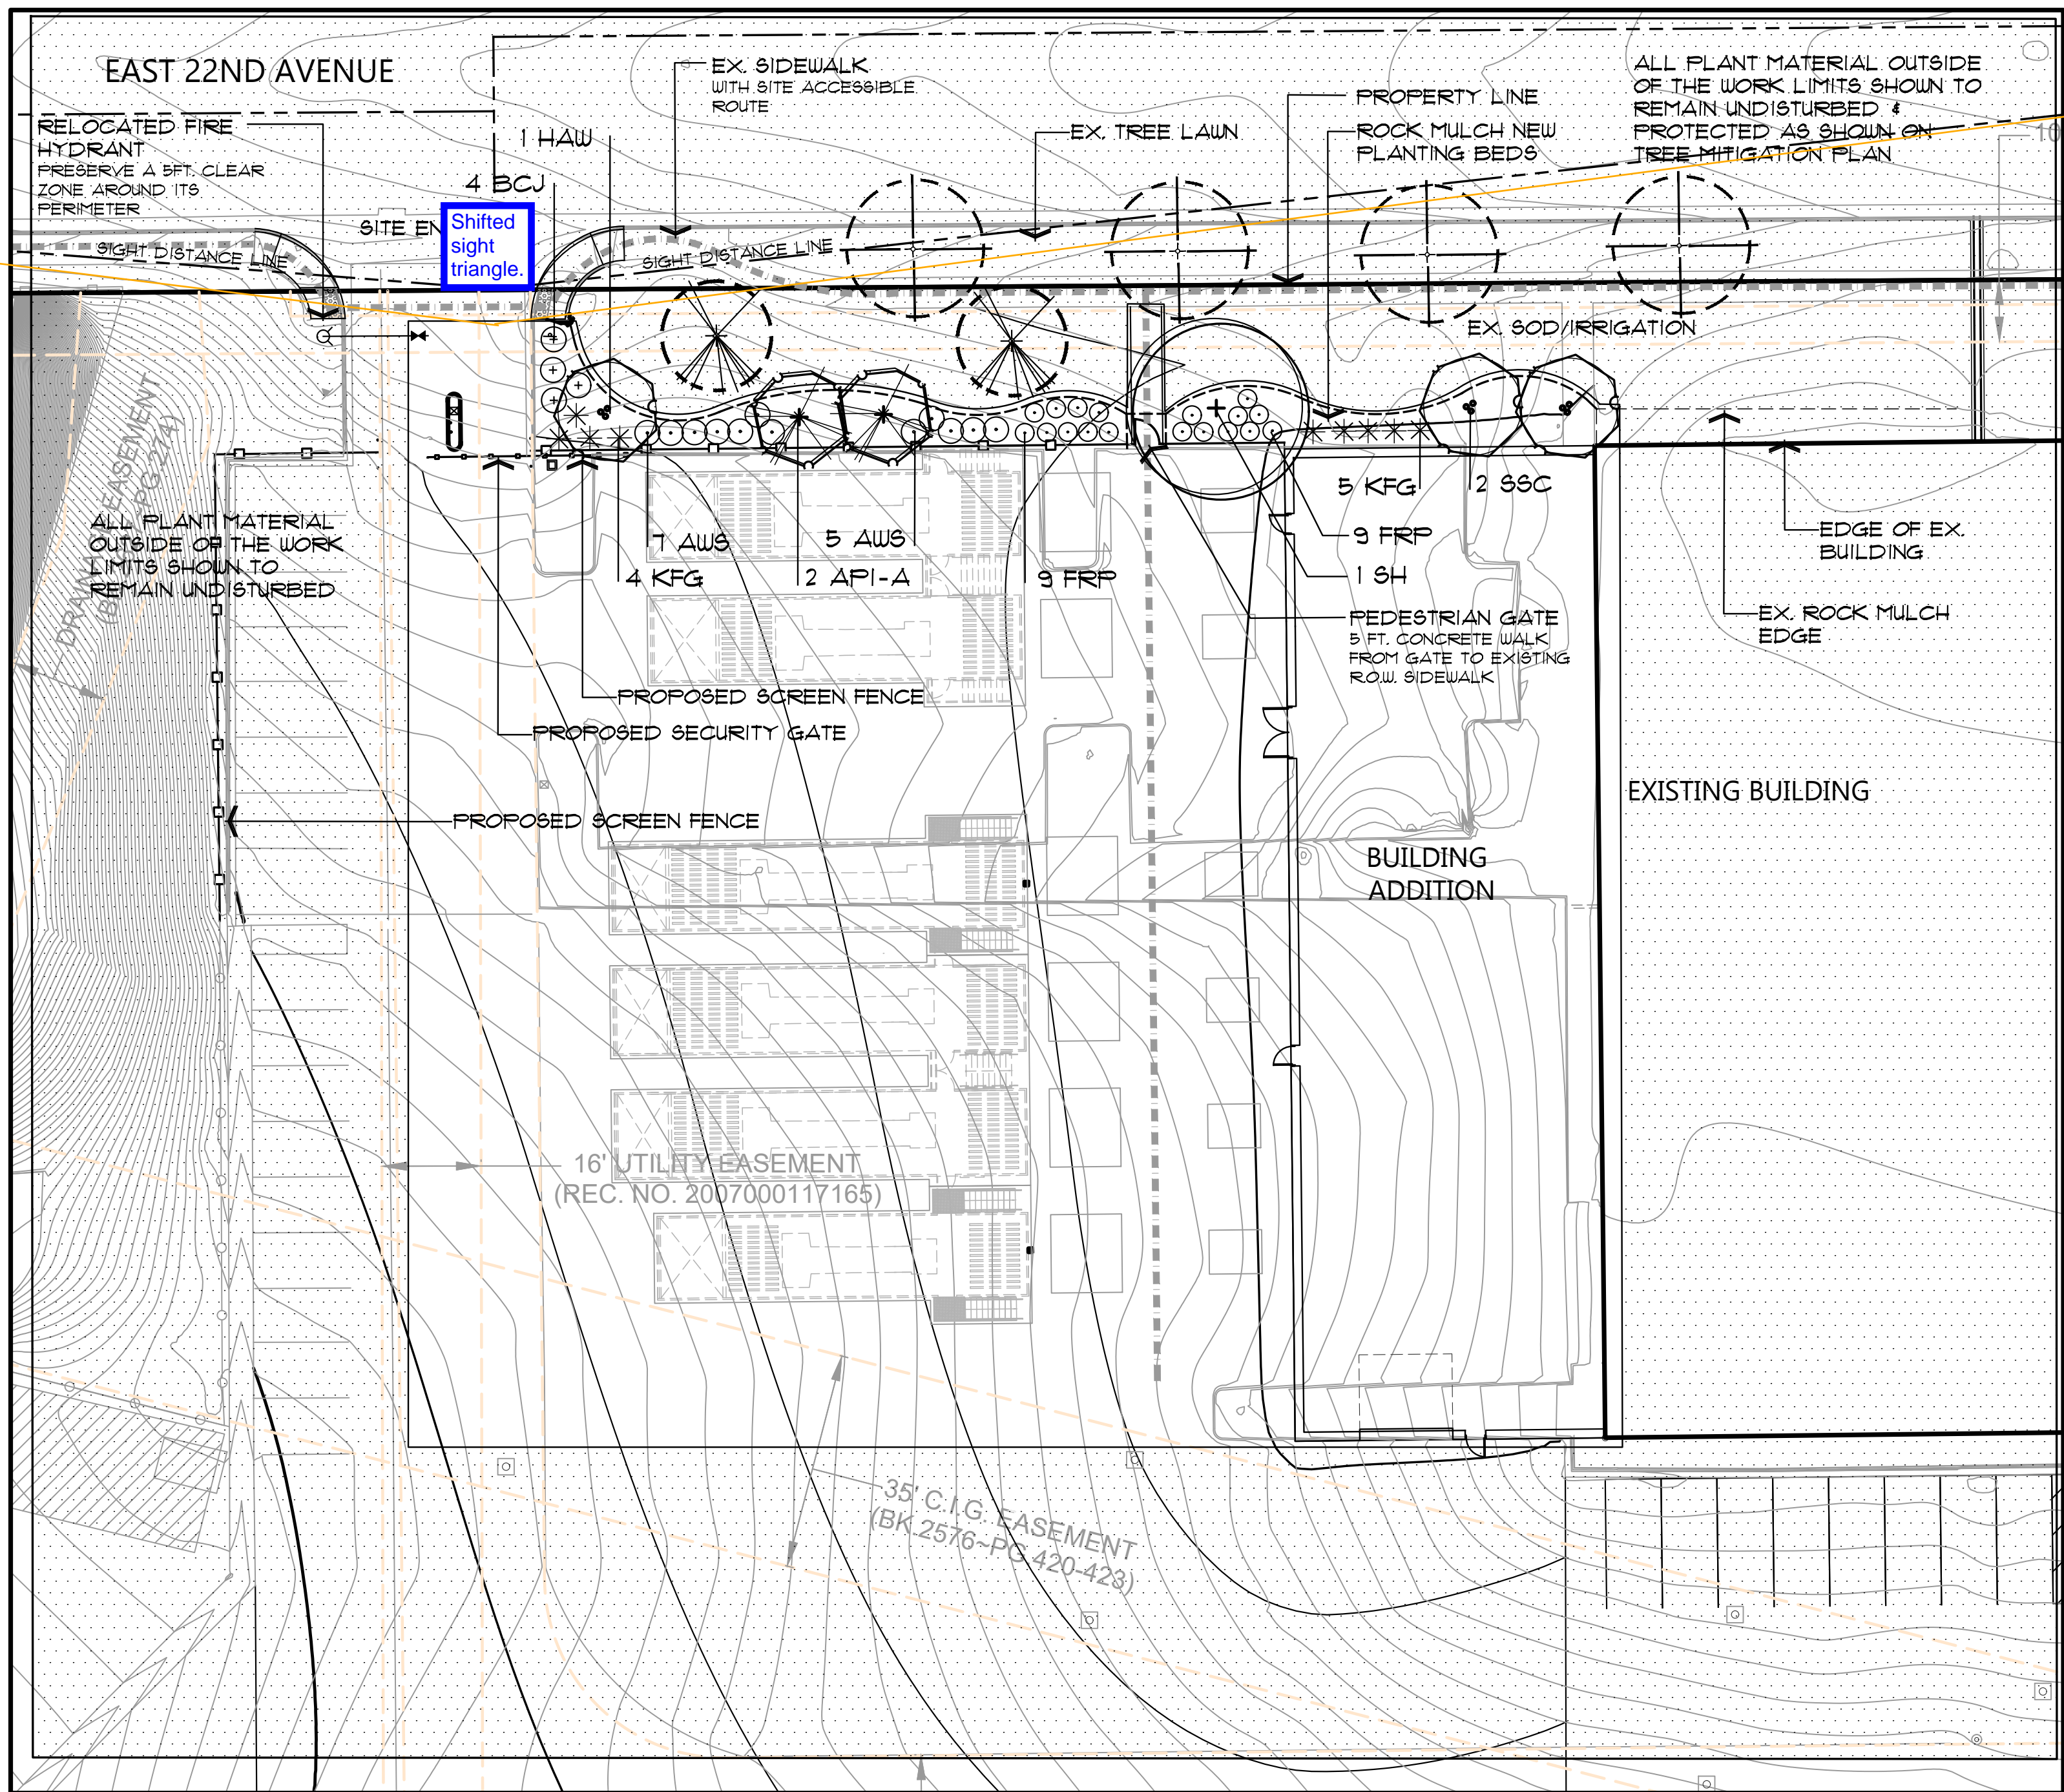 EAST 22ND AVENUE
EX. SIDEWALK
WITH SITE ACCESSIBLE
ROUTE
ALL PLANT MATERIAL OUTSIDE
OF THE WORK LIMITS SHOWN TO
REMAIN UNDISTURBED &
PROTECTED AS SHOWN ON
TREE MITIGATION PLAN
PROPERTY LINE
RELOCATED FIRE
HYDRANT
PRESERVE A 5FT. CLEAR
ZONE AROUND ITS
PERIMETER
1 HAW
EX. TREE LAWN
ROCK MULCH NEW
PLANTING BEDS
10
4 BCJ
SITE EN
Shifted
sight
triangle.
SIGHT DISTANCE LINE
SIGHT DISTANCE LINE
EX. SOD/IRRIGATION
DRAINAGE EASEMENT
5 KFG
2 SSC
ALL PLANT MATERIAL
OUTSIDE OF THE WORK
LIMITS SHOWN TO
REMAIN UNDISTURBED
7 AWS
5 AWS
9 FRP
EDGE OF EX.
BUILDING
4 KFG
2 API-A
9 FRP
1 SH
PEDESTRIAN GATE
5 FT. CONCRETE WALK
FROM GATE TO EXISTING
R.O.W. SIDEWALK
EX. ROCK MULCH
EDGE
PROPOSED SCREEN FENCE
PROPOSED SECURITY GATE
EXISTING BUILDING
PROPOSED SCREEN FENCE
BUILDING
ADDITION
16' UTILITY EASEMENT
(REC. NO. 2007000117165)
35' C.I.G. EASEMENT
(BK.2576~PG.420-423)